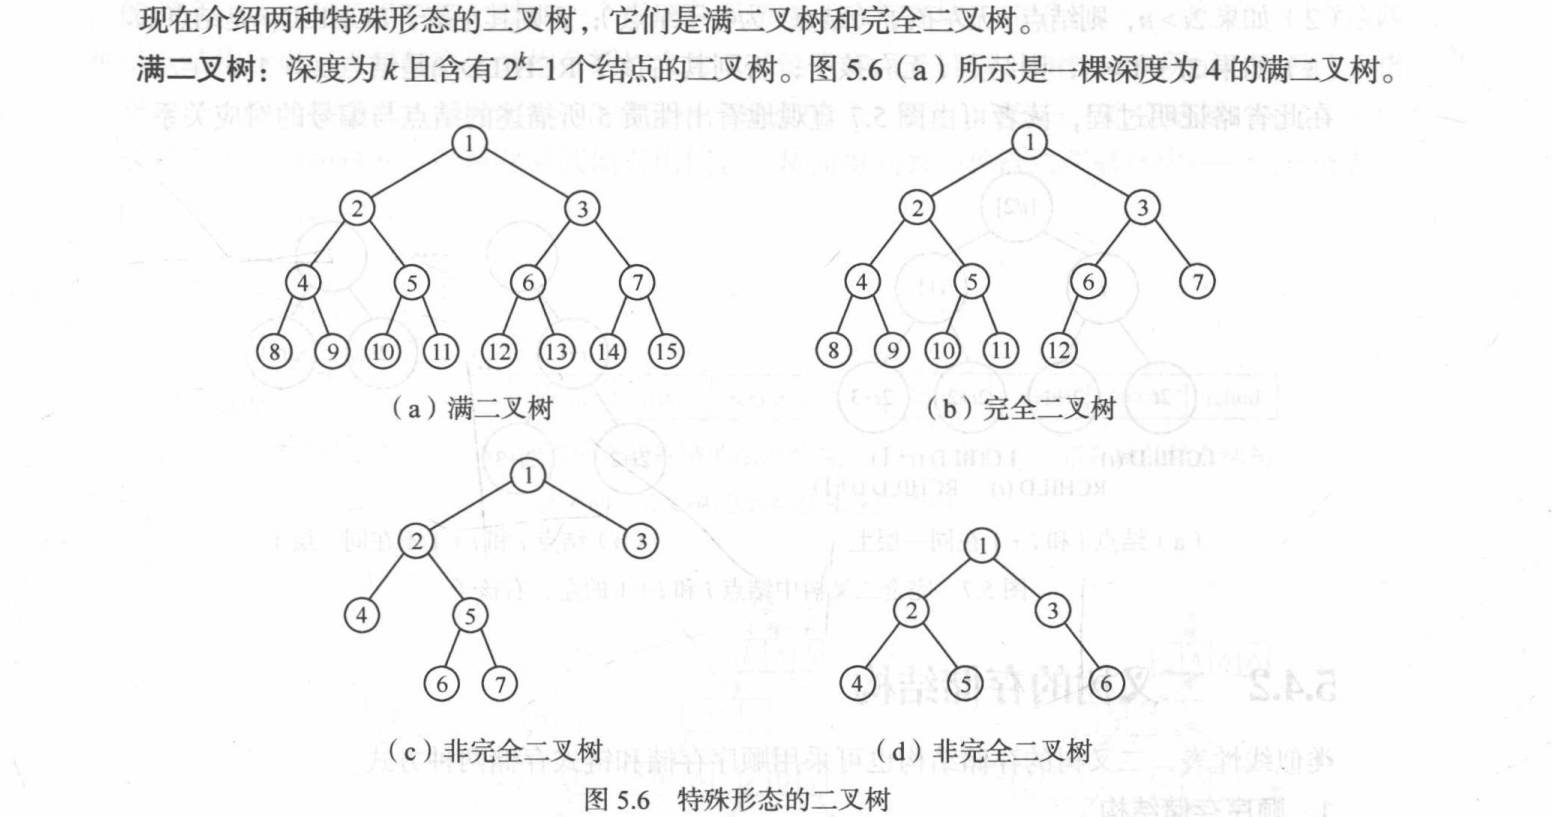 现在介绍两种特殊形态的二叉树，它们是满二叉树和完全二叉树。
满二叉树：深度为k且含有2ᵏ−1个结点的二叉树。图5.6（a）所示是一棵深度为4的满二叉树。
1
2 3
4 5 6 7
8 9 10 11 12 13 14 15
（a）满二叉树
1
2 3
4 5 6 7
8 9 10 11 12
（b）完全二叉树
1
2 3
4 5
6 7
（c）非完全二叉树
1
2 3
4 5 6
（d）非完全二叉树
图 5.6 特殊形态的二叉树